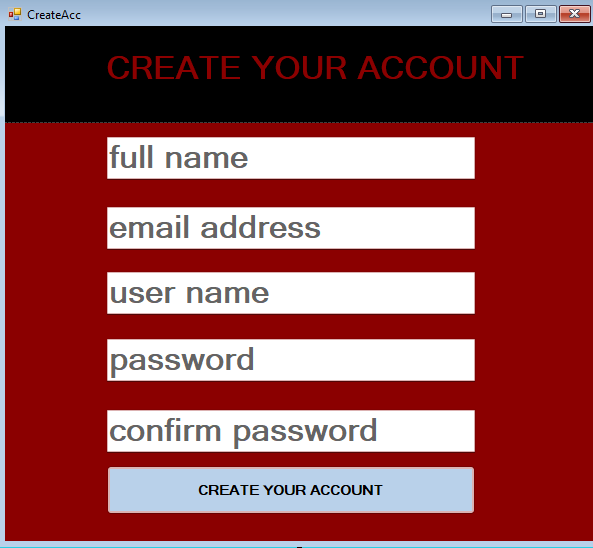 CreateAcc
CREATE YOUR ACCOUNT
full name
email address
user name
password
confirm password
CREATE YOUR ACCOUNT